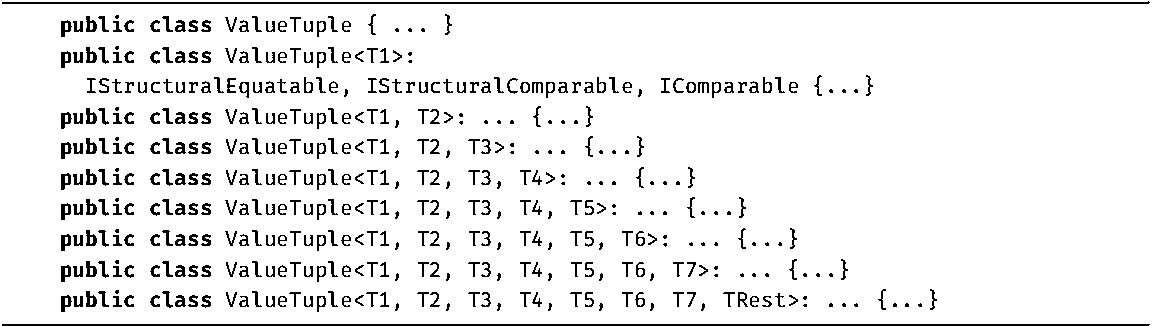 public class ValueTuple { ... }
public class ValueTuple<T1>:
IStructuralEquatable, IStructuralComparable, IComparable {...}
public class ValueTuple<T1, T2>: ... {...}
public class ValueTuple<T1, T2, T3>: ... {...}
public class ValueTuple<T1, T2, T3, T4>: ... {...}
public class ValueTuple<T1, T2, T3, T4, T5>: ... {...}
public class ValueTuple<T1, T2, T3, T4, T5, T6>: ... {...}
public class ValueTuple<T1, T2, T3, T4, T5, T6, T7>: ... {...}
public class ValueTuple<T1, T2, T3, T4, T5, T6, T7, TRest>: ... {...}